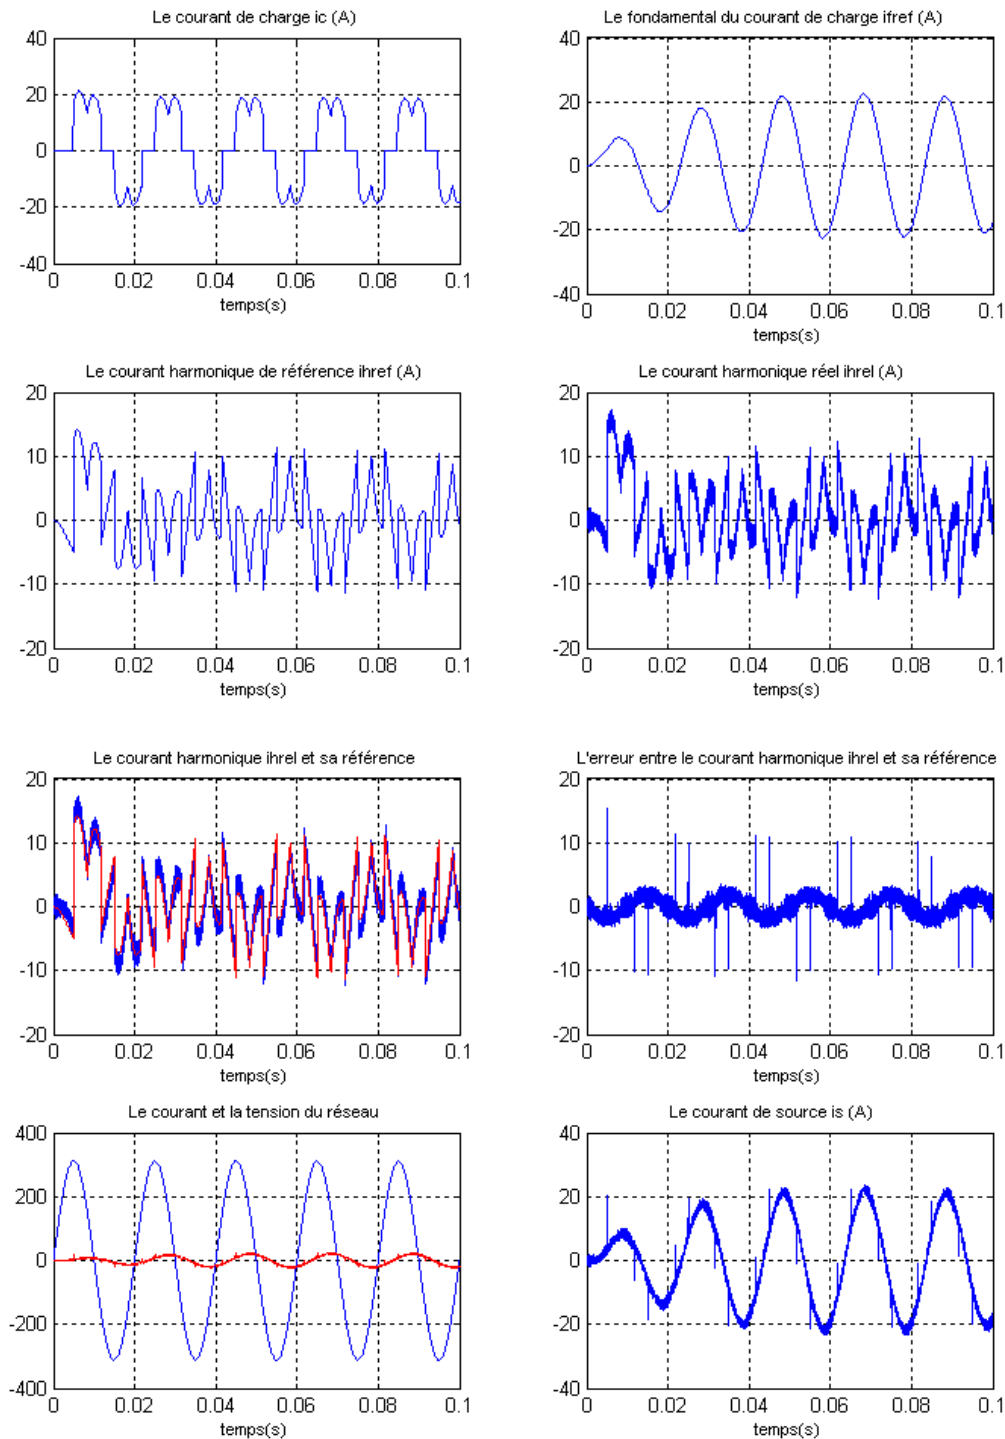 Le courant de charge ic (A)
40
20
0
-20
-40
0 0.02 0.04 0.06 0.08 0.1
temps(s)
Le fondamental du courant de charge ifref (A)
40
20
0
-20
-40
0 0.02 0.04 0.06 0.08 0.1
temps(s)
Le courant harmonique de référence ihref (A)
20
10
0
-10
-20
0 0.02 0.04 0.06 0.08 0.1
temps(s)
Le courant harmonique réel ihrel (A)
20
10
0
-10
-20
0 0.02 0.04 0.06 0.08 0.1
temps(s)
Le courant harmonique ihrel et sa référence
20
10
0
-10
-20
0 0.02 0.04 0.06 0.08 0.1
temps(s)
L'erreur entre le courant harmonique ihrel et sa référence
20
10
0
-10
-20
0 0.02 0.04 0.06 0.08 0.1
temps(s)
Le courant et la tension du réseau
400
200
0
-200
-400
0 0.02 0.04 0.06 0.08 0.1
temps(s)
Le courant de source is (A)
40
20
0
-20
-40
0 0.02 0.04 0.06 0.08 0.1
temps(s)